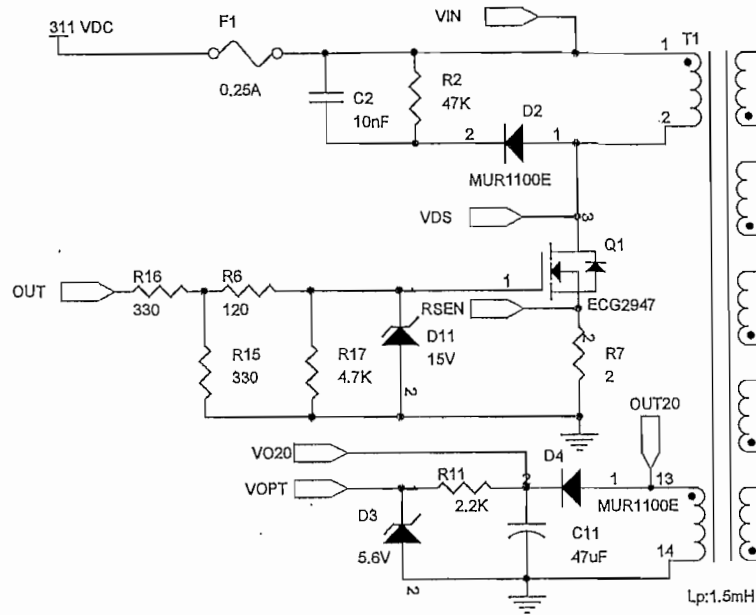 311 VDC
F1
0.25A
VIN
1
T1
C2
10nF
R2
47K
D2
2
1
2
MUR1100E
VDS
3
Q1
OUT
R16
330
R6
120
1
RSEN
ECG2947
R15
330
R17
4.7K
D11
15V
2
2
R7
2
OUT20
VO20
D4
VOPT
R11
2.2K
2
1
13
MUR1100E
D3
5.6V
2
C11
47uF
14
Lp:1.5mH